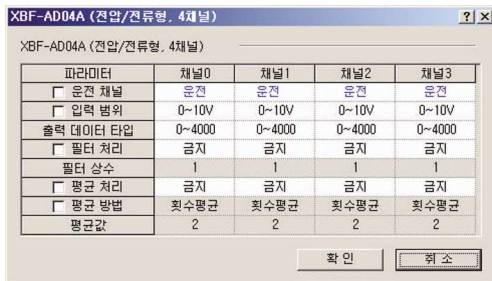 XBF-AD04A (전압/전류형, 4채널)
XBF-AD04A (전압/전류형, 4채널)
파라미터 채널0 채널1 채널2 채널3
운전 채널 운전 운전 운전 운전
입력 범위 0~10V 0~10V 0~10V 0~10V
출력 데이터 타입 0~4000 0~4000 0~4000 0~4000
필터 처리 금지 금지 금지 금지
필터 상수 1 1 1 1
평균 처리 금지 금지 금지 금지
평균 방법 횟수평균 횟수평균 횟수평균 횟수평균
평균값 2 2 2 2
확 인 취 소